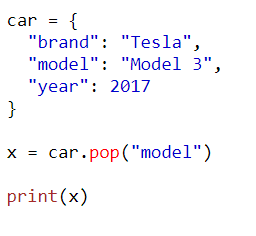 car = {
  "brand": "Tesla",
  "model": "Model 3",
  "year": 2017
}
x = car.pop("model")
print(x)